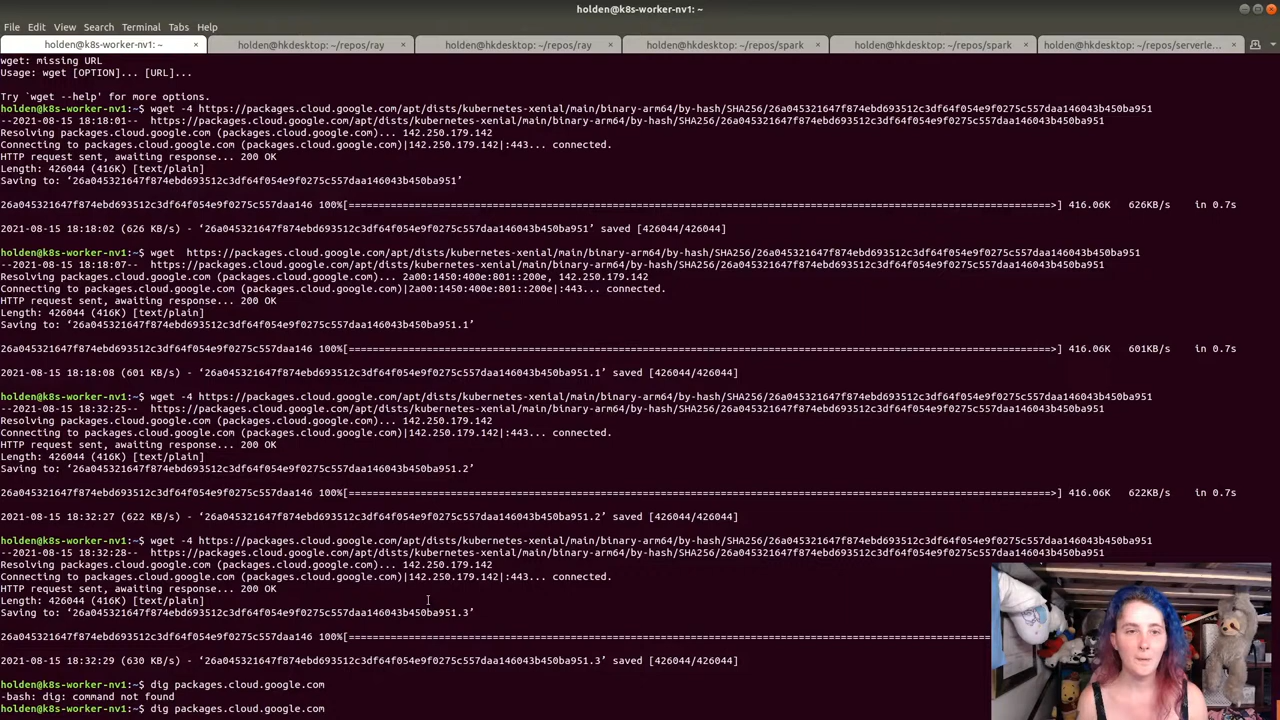 holden@k8s-worker-nv1: ~
File Edit View Search Terminal Tabs Help
holden@k8s-worker-nv1: ~ × holden@hkdesktop: ~/repos/ray × holden@hkdesktop: ~/repos/ray × holden@hkdesktop: ~/repos/spark × holden@hkdesktop: ~/repos/spark × holden@hkdesktop: ~/repos/serverle... ×
wget: missing URL
Usage: wget [OPTION]... [URL]...
Try `wget --help' for more options.
holden@k8s-worker-nv1:~$ wget -4 https://packages.cloud.google.com/apt/dists/kubernetes-xenial/main/binary-arm64/by-hash/SHA256/26a045321647f874ebd693512c3df64f054e9f0275c557daa146043b450ba951
--2021-08-15 18:18:01-- https://packages.cloud.google.com/apt/dists/kubernetes-xenial/main/binary-arm64/by-hash/SHA256/26a045321647f874ebd693512c3df64f054e9f0275c557daa146043b450ba951
Resolving packages.cloud.google.com (packages.cloud.google.com)... 142.250.179.142
Connecting to packages.cloud.google.com (packages.cloud.google.com)|142.250.179.142|:443... connected.
HTTP request sent, awaiting response... 200 OK
Length: 426044 (416K) [text/plain]
Saving to: ‘26a045321647f874ebd693512c3df64f054e9f0275c557daa146043b450ba951’
26a045321647f874ebd693512c3df64f054e9f0275c557daa146 100%[===================================================>] 416.06K 626KB/s in 0.7s
2021-08-15 18:18:02 (626 KB/s) - ‘26a045321647f874ebd693512c3df64f054e9f0275c557daa146043b450ba951’ saved [426044/426044]
holden@k8s-worker-nv1:~$ wget  https://packages.cloud.google.com/apt/dists/kubernetes-xenial/main/binary-arm64/by-hash/SHA256/26a045321647f874ebd693512c3df64f054e9f0275c557daa146043b450ba951
--2021-08-15 18:18:07-- https://packages.cloud.google.com/apt/dists/kubernetes-xenial/main/binary-arm64/by-hash/SHA256/26a045321647f874ebd693512c3df64f054e9f0275c557daa146043b450ba951
Resolving packages.cloud.google.com (packages.cloud.google.com)... 2a00:1450:400e:801::200e, 142.250.179.142
Connecting to packages.cloud.google.com (packages.cloud.google.com)|2a00:1450:400e:801::200e|:443... connected.
HTTP request sent, awaiting response... 200 OK
Length: 426044 (416K) [text/plain]
Saving to: ‘26a045321647f874ebd693512c3df64f054e9f0275c557daa146043b450ba951.1’
26a045321647f874ebd693512c3df64f054e9f0275c557daa146 100%[===================================================>] 416.06K 601KB/s in 0.7s
2021-08-15 18:18:08 (601 KB/s) - ‘26a045321647f874ebd693512c3df64f054e9f0275c557daa146043b450ba951.1’ saved [426044/426044]
holden@k8s-worker-nv1:~$ wget -4 https://packages.cloud.google.com/apt/dists/kubernetes-xenial/main/binary-arm64/by-hash/SHA256/26a045321647f874ebd693512c3df64f054e9f0275c557daa146043b450ba951
--2021-08-15 18:32:25-- https://packages.cloud.google.com/apt/dists/kubernetes-xenial/main/binary-arm64/by-hash/SHA256/26a045321647f874ebd693512c3df64f054e9f0275c557daa146043b450ba951
Resolving packages.cloud.google.com (packages.cloud.google.com)... 142.250.179.142
Connecting to packages.cloud.google.com (packages.cloud.google.com)|142.250.179.142|:443... connected.
HTTP request sent, awaiting response... 200 OK
Length: 426044 (416K) [text/plain]
Saving to: ‘26a045321647f874ebd693512c3df64f054e9f0275c557daa146043b450ba951.2’
26a045321647f874ebd693512c3df64f054e9f0275c557daa146 100%[===================================================>] 416.06K 622KB/s in 0.7s
2021-08-15 18:32:27 (622 KB/s) - ‘26a045321647f874ebd693512c3df64f054e9f0275c557daa146043b450ba951.2’ saved [426044/426044]
holden@k8s-worker-nv1:~$ wget -4 https://packages.cloud.google.com/apt/dists/kubernetes-xenial/main/binary-arm64/by-hash/SHA256/26a045321647f874ebd693512c3df64f054e9f0275c557daa146043b450ba951
--2021-08-15 18:32:28-- https://packages.cloud.google.com/apt/dists/kubernetes-xenial/main/binary-arm64/by-hash/SHA256/26a045321647f874ebd693512c3df64f054e9f0275c557daa146043b450ba951
Resolving packages.cloud.google.com (packages.cloud.google.com)... 142.250.179.142
Connecting to packages.cloud.google.com (packages.cloud.google.com)|142.250.179.142|:443... connected.
HTTP request sent, awaiting response... 200 OK
Length: 426044 (416K) [text/plain]
Saving to: ‘26a045321647f874ebd693512c3df64f054e9f0275c557daa146043b450ba951.3’
26a045321647f874ebd693512c3df64f054e9f0275c557daa146 100%[==============================================
2021-08-15 18:32:29 (630 KB/s) - ‘26a045321647f874ebd693512c3df64f054e9f0275c557daa146043b450ba951.3’ saved [426044/426044]
holden@k8s-worker-nv1:~$ dig packages.cloud.google.com
-bash: dig: command not found
holden@k8s-worker-nv1:~$ dig packages.cloud.google.com